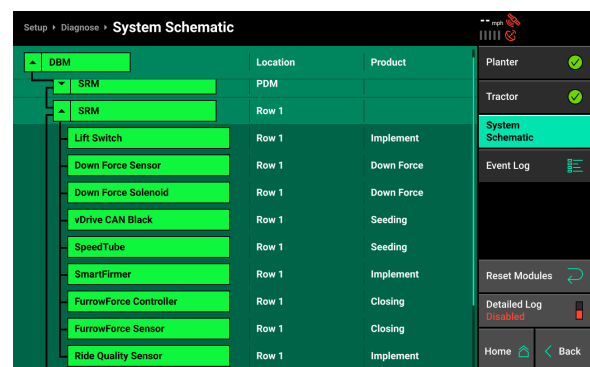 Setup › Diagnose › System Schematic
-- mph
DBM Location Product
SRM PDM
SRM Row 1
Lift Switch Row 1 Implement
Down Force Sensor Row 1 Down Force
Down Force Solenoid Row 1 Down Force
vDrive CAN Black Row 1 Seeding
SpeedTube Row 1 Seeding
SmartFirmer Row 1 Implement
FurrowForce Controller Row 1 Closing
FurrowForce Sensor Row 1 Closing
Ride Quality Sensor Row 1 Implement
Planter
Tractor
System
Schematic
Event Log
Reset Modules
Detailed Log
Disabled
Home Back